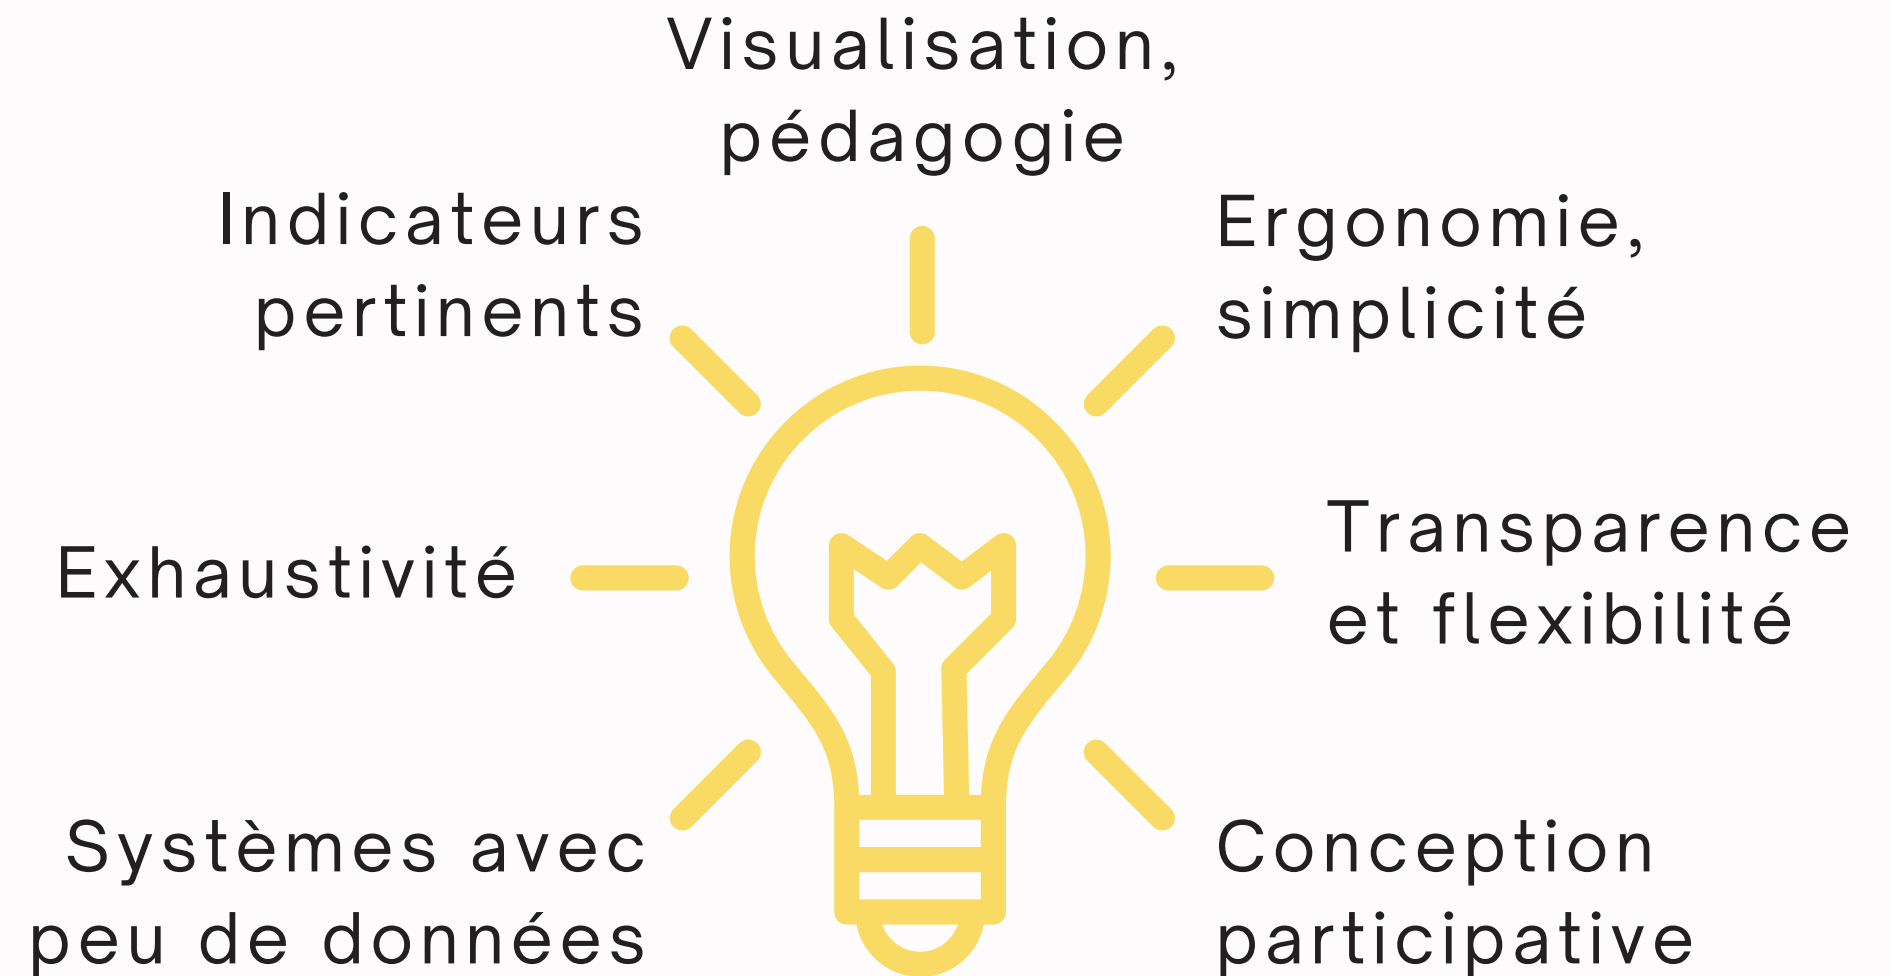 Visualisation,
pédagogie
Indicateurs
pertinents
Ergonomie,
simplicité
Exhaustivité
Transparence
et flexibilité
Systèmes avec
peu de données
Conception
participative